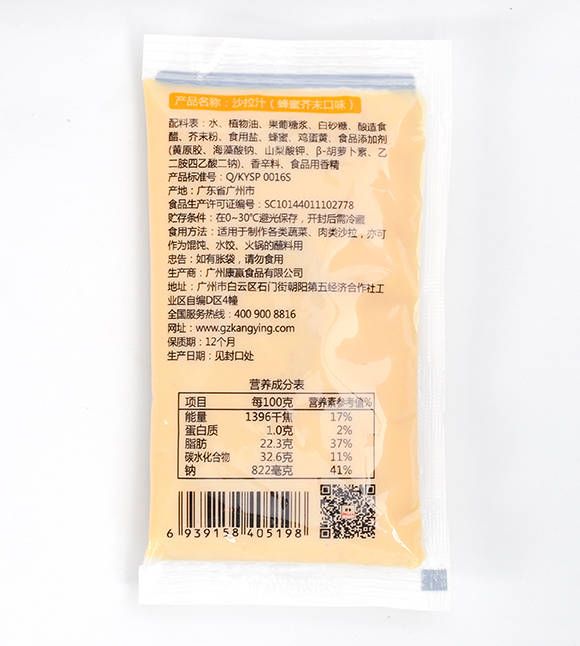 产品名称：沙拉汁（蜂蜜芥末口味）
配料表：水、植物油、果葡糖浆、白砂糖、酿造食
醋、芥末粉、食用盐、蜂蜜、鸡蛋黄、食品添加剂
(黄原胶、海藻酸钠、山梨酸钾、β-胡萝卜素、乙
二胺四乙酸二钠)、香辛料、食品用香精
产品标准号：Q/KYSP 0016S
产地：广东省广州市
食品生产许可证编号：SC10144011102778
贮存条件：在0~30℃避光保存，开封后需冷藏
食用方法：适用于制作各类蔬菜、肉类沙拉，亦可
作为馄饨、水饺、火锅的蘸料用
忠告：如有胀袋，请勿食用
生产商：广州康赢食品有限公司
地址：广州市白云区石门街朝阳第五经济合作社工
业区自编D区4幢
全国服务热线：400 900 8816
网址：www.gzkangying.com
保质期：12个月
生产日期：见封口处
营养成分表
项目 每100克 营养素参考值%
能量 1396千焦 17%
蛋白质 1.0克 2%
脂肪 22.3克 37%
碳水化合物 32.6克 11%
钠 822毫克 41%
6 939158 405198